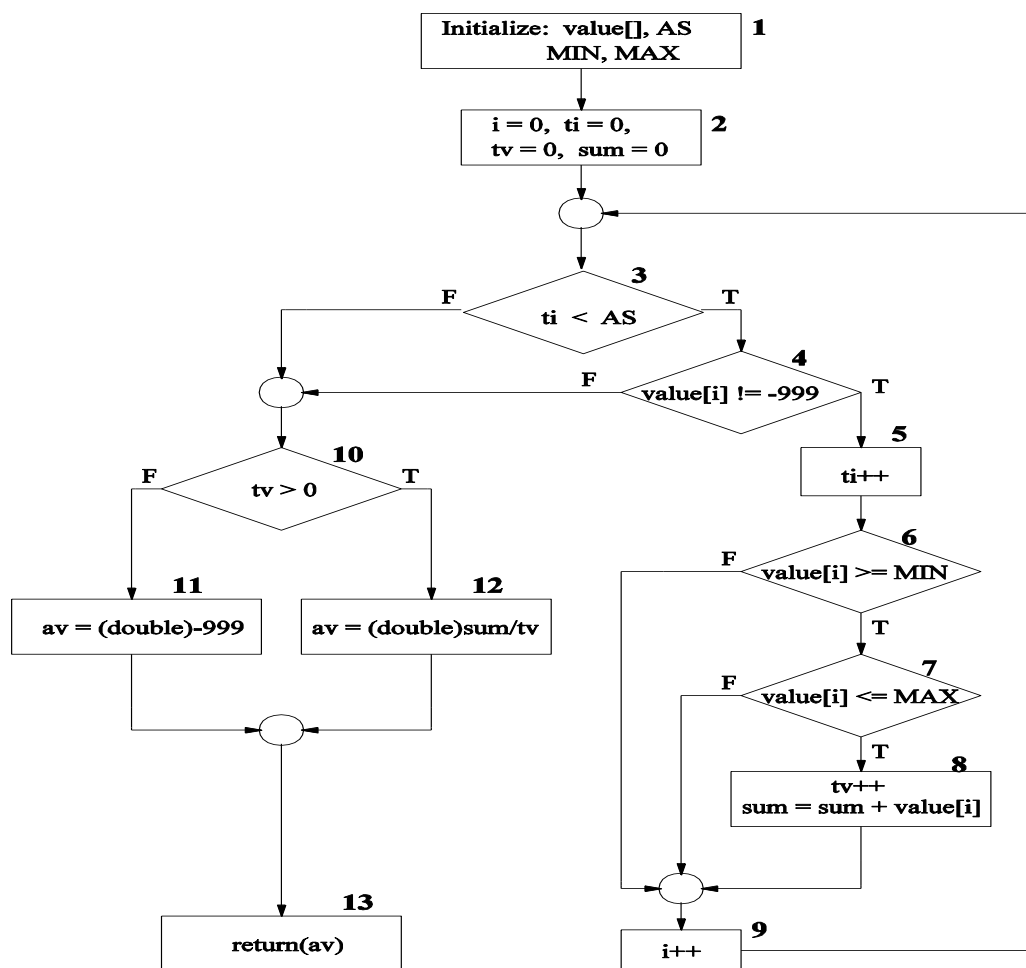 Initialize: value[], AS
MIN, MAX
1
i = 0, ti = 0,
tv = 0, sum = 0
2
3
F
T
ti < AS
4
F
value[i] != -999
T
5
ti++
10
F
T
tv > 0
6
F
value[i] >= MIN
T
11
av = (double)-999
12
av = (double)sum/tv
7
F
value[i] <= MAX
T
8
tv++
sum = sum + value[i]
13
return(av)
9
i++